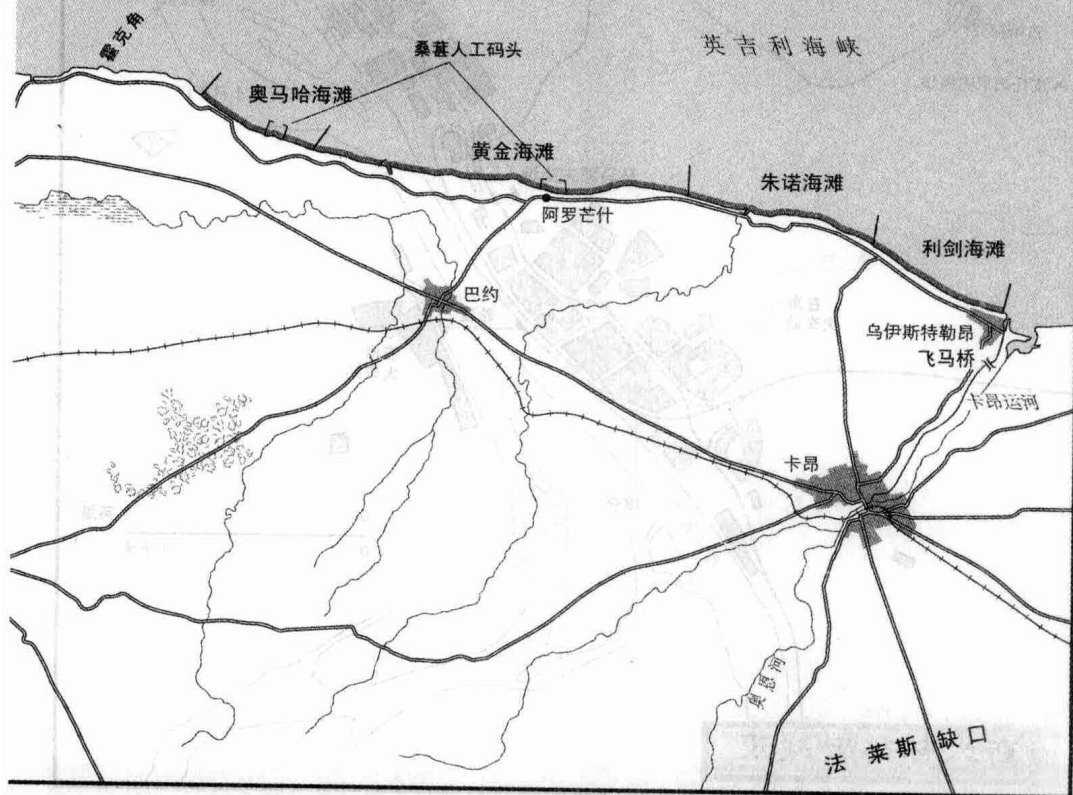 霍克角
桑葚人工码头
英吉利海峡
奥马哈海滩
黄金海滩
朱诺海滩
阿罗芒什
利剑海滩
巴约
乌伊斯特勒昂
飞马桥
卡昂运河
卡昂
奥恩河
法莱斯缺口